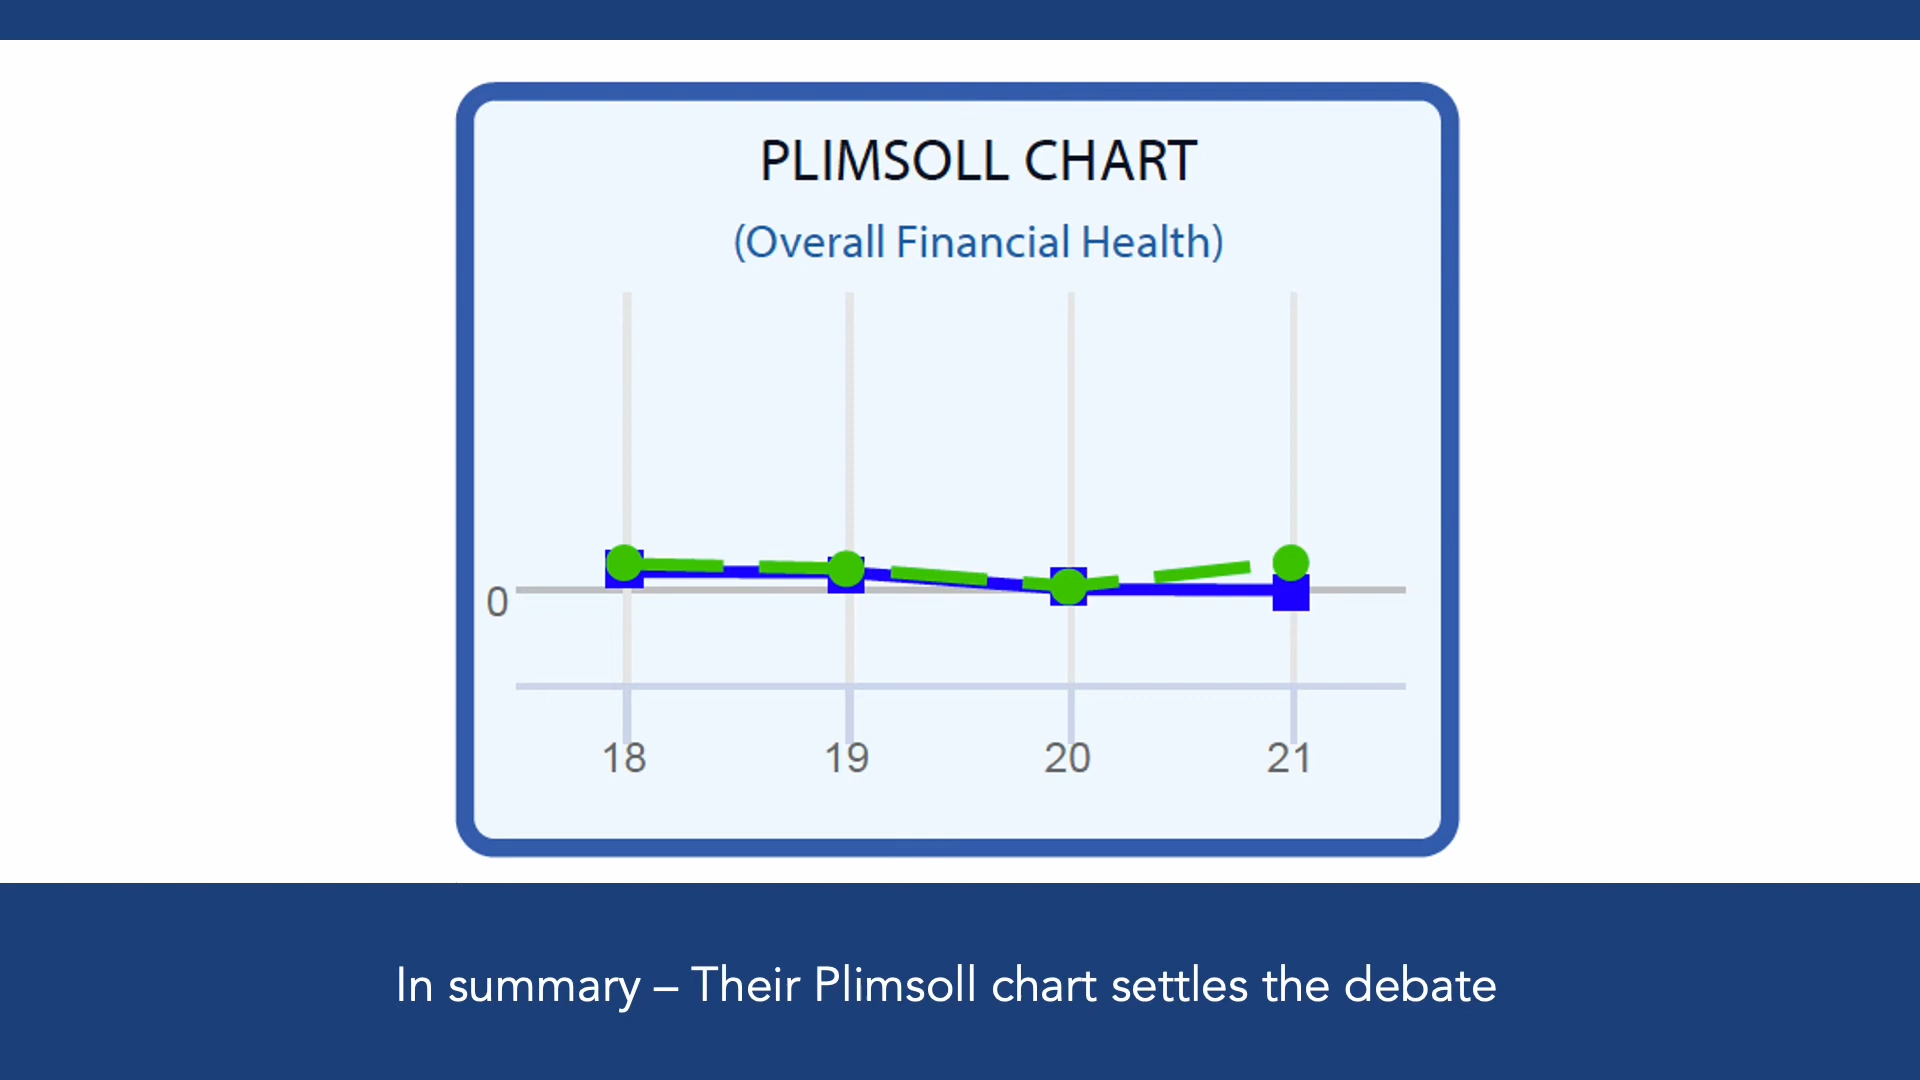 PLIMSOLL CHART
(Overall Financial Health)
0
18 19 20 21
In summary – Their Plimsoll chart settles the debate